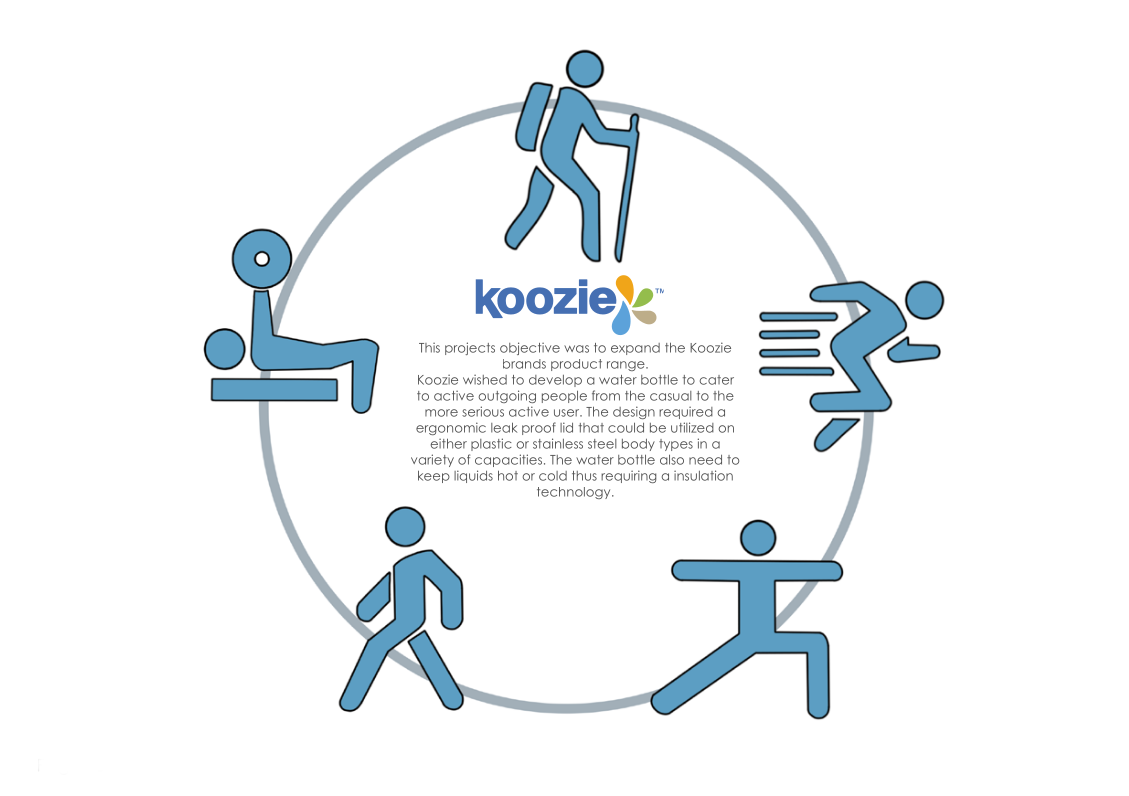 koozie™
This projects objective was to expand the Koozie
brands product range.
Koozie wished to develop a water bottle to cater
to active outgoing people from the casual to the
more serious active user. The design required a
ergonomic leak proof lid that could be utilized on
either plastic or stainless steel body types in a
variety of capacities. The water bottle also need to
keep liquids hot or cold thus requiring a insulation
technology.